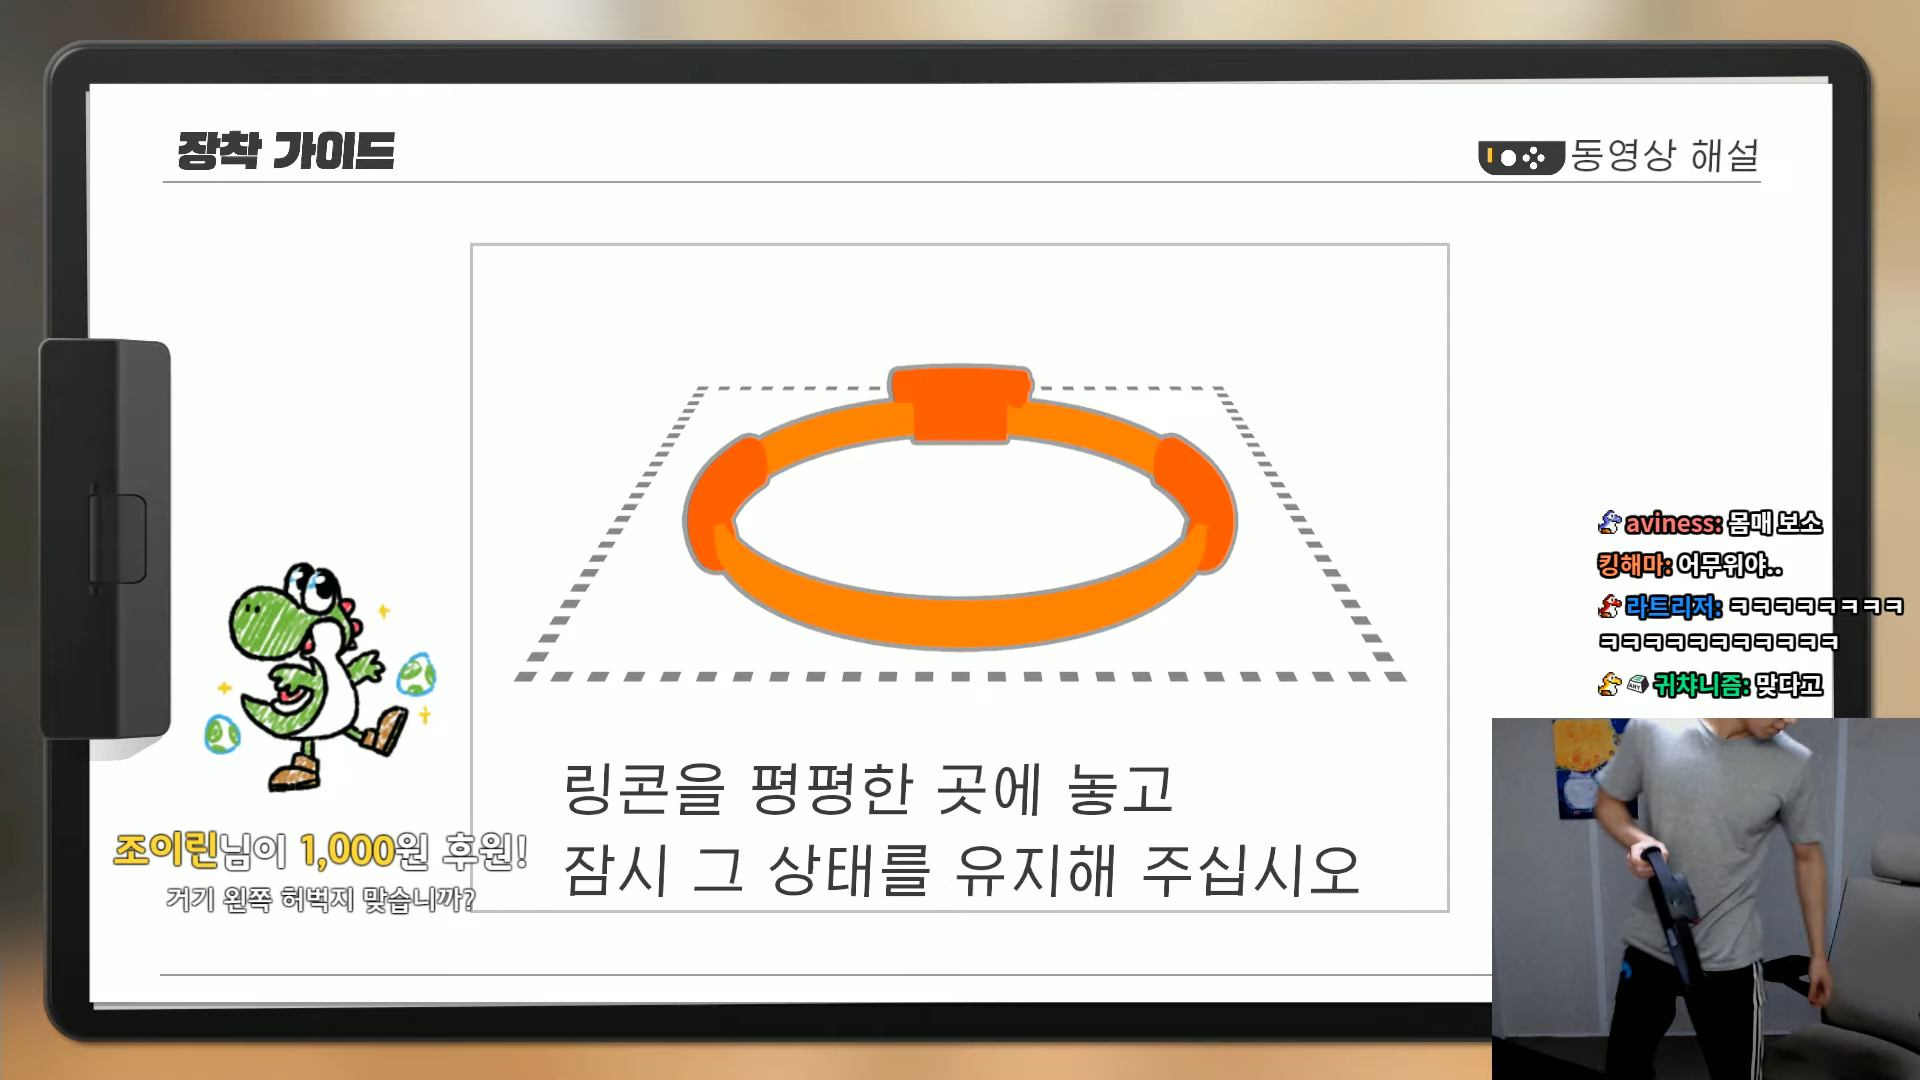 장착 가이드
동영상 해설
링콘을 평평한 곳에 놓고
잠시 그 상태를 유지해 주십시오
조이린님이 1,000원 후원!
거기 왼쪽 허벅지 맞습니까?
aviness: 몸매 보소
킹해마: 어무위야..
라트리저: ㅋㅋㅋㅋㅋㅋㅋㅋ
ㅋㅋㅋㅋㅋㅋㅋㅋㅋㅋㅋ
귀챠니즘: 맞다고